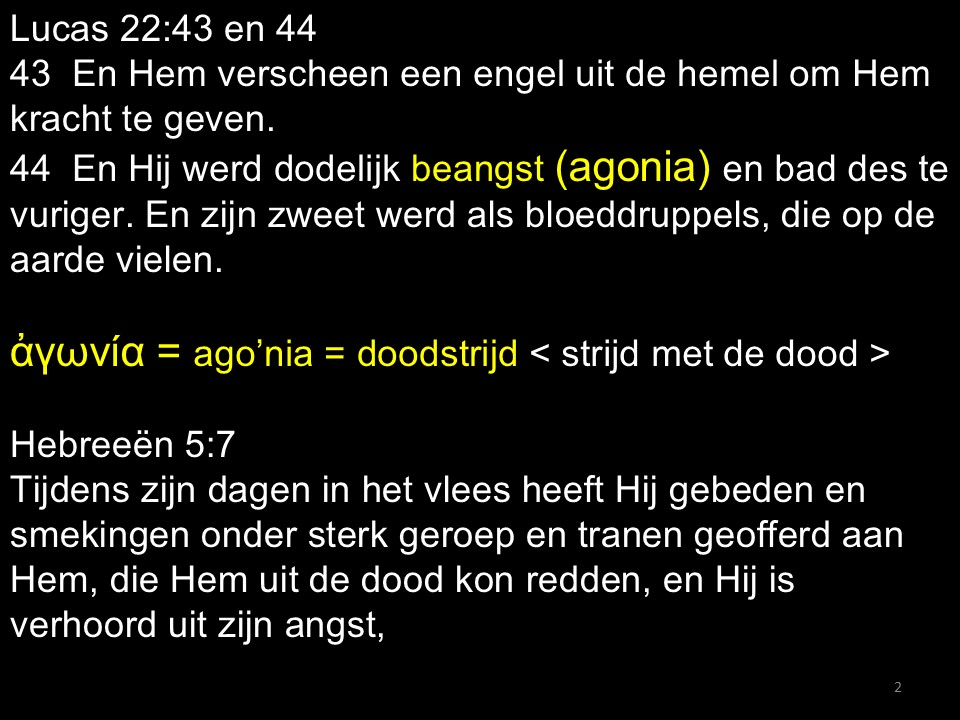 Lucas 22:43 en 44
43  En Hem verscheen een engel uit de hemel om Hem
kracht te geven.
44  En Hij werd dodelijk beangst (agonia) en bad des te
vuriger. En zijn zweet werd als bloeddruppels, die op de
aarde vielen.
ἀγωνία = ago’nia = doodstrijd < strijd met de dood >
Hebreeën 5:7
Tijdens zijn dagen in het vlees heeft Hij gebeden en
smekingen onder sterk geroep en tranen geofferd aan
Hem, die Hem uit de dood kon redden, en Hij is
verhoord uit zijn angst,
2